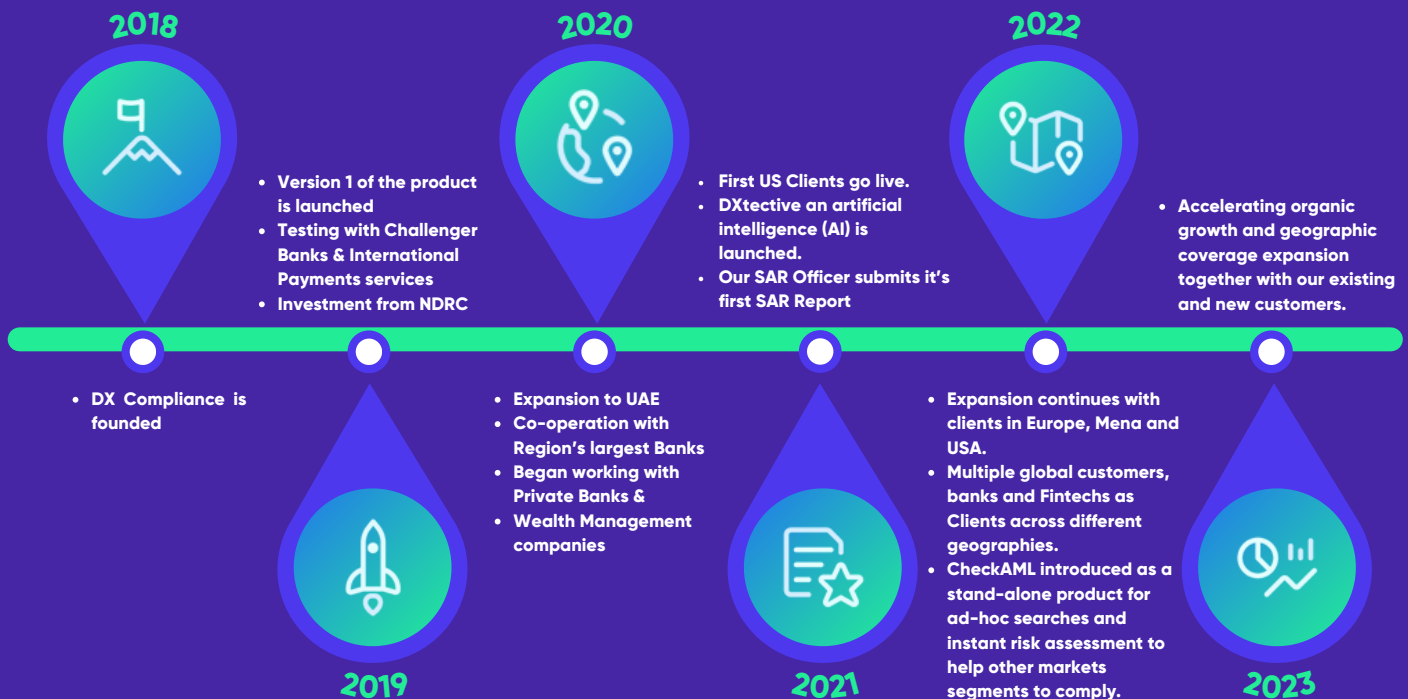 2018
• DX Compliance is
founded
• Version 1 of the product
is launched
• Testing with Challenger
Banks & International
Payments services
• Investment from NDRC
2019
2020
• Expansion to UAE
• Co-operation with
Region's largest Banks
• Began working with
Private Banks &
• Wealth Management
companies
• First US Clients go live.
• DXtective an artificial
intelligence (AI) is
launched.
• Our SAR Officer submits it's
first SAR Report
2021
2022
• Expansion continues with
clients in Europe, Mena and
USA.
• Multiple global customers,
banks and Fintechs as
Clients across different
geographies.
• CheckAML introduced as a
stand-alone product for
ad-hoc searches and
instant risk assessment to
help other markets
segments to comply.
• Accelerating organic
growth and geographic
coverage expansion
together with our existing
and new customers.
2023